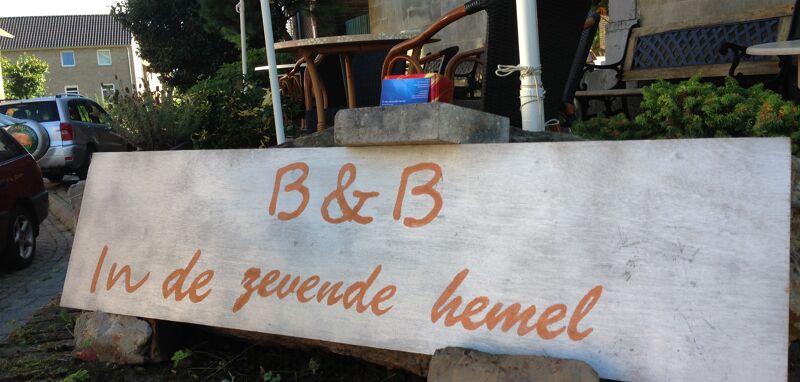 B & B
In de zevende hemel